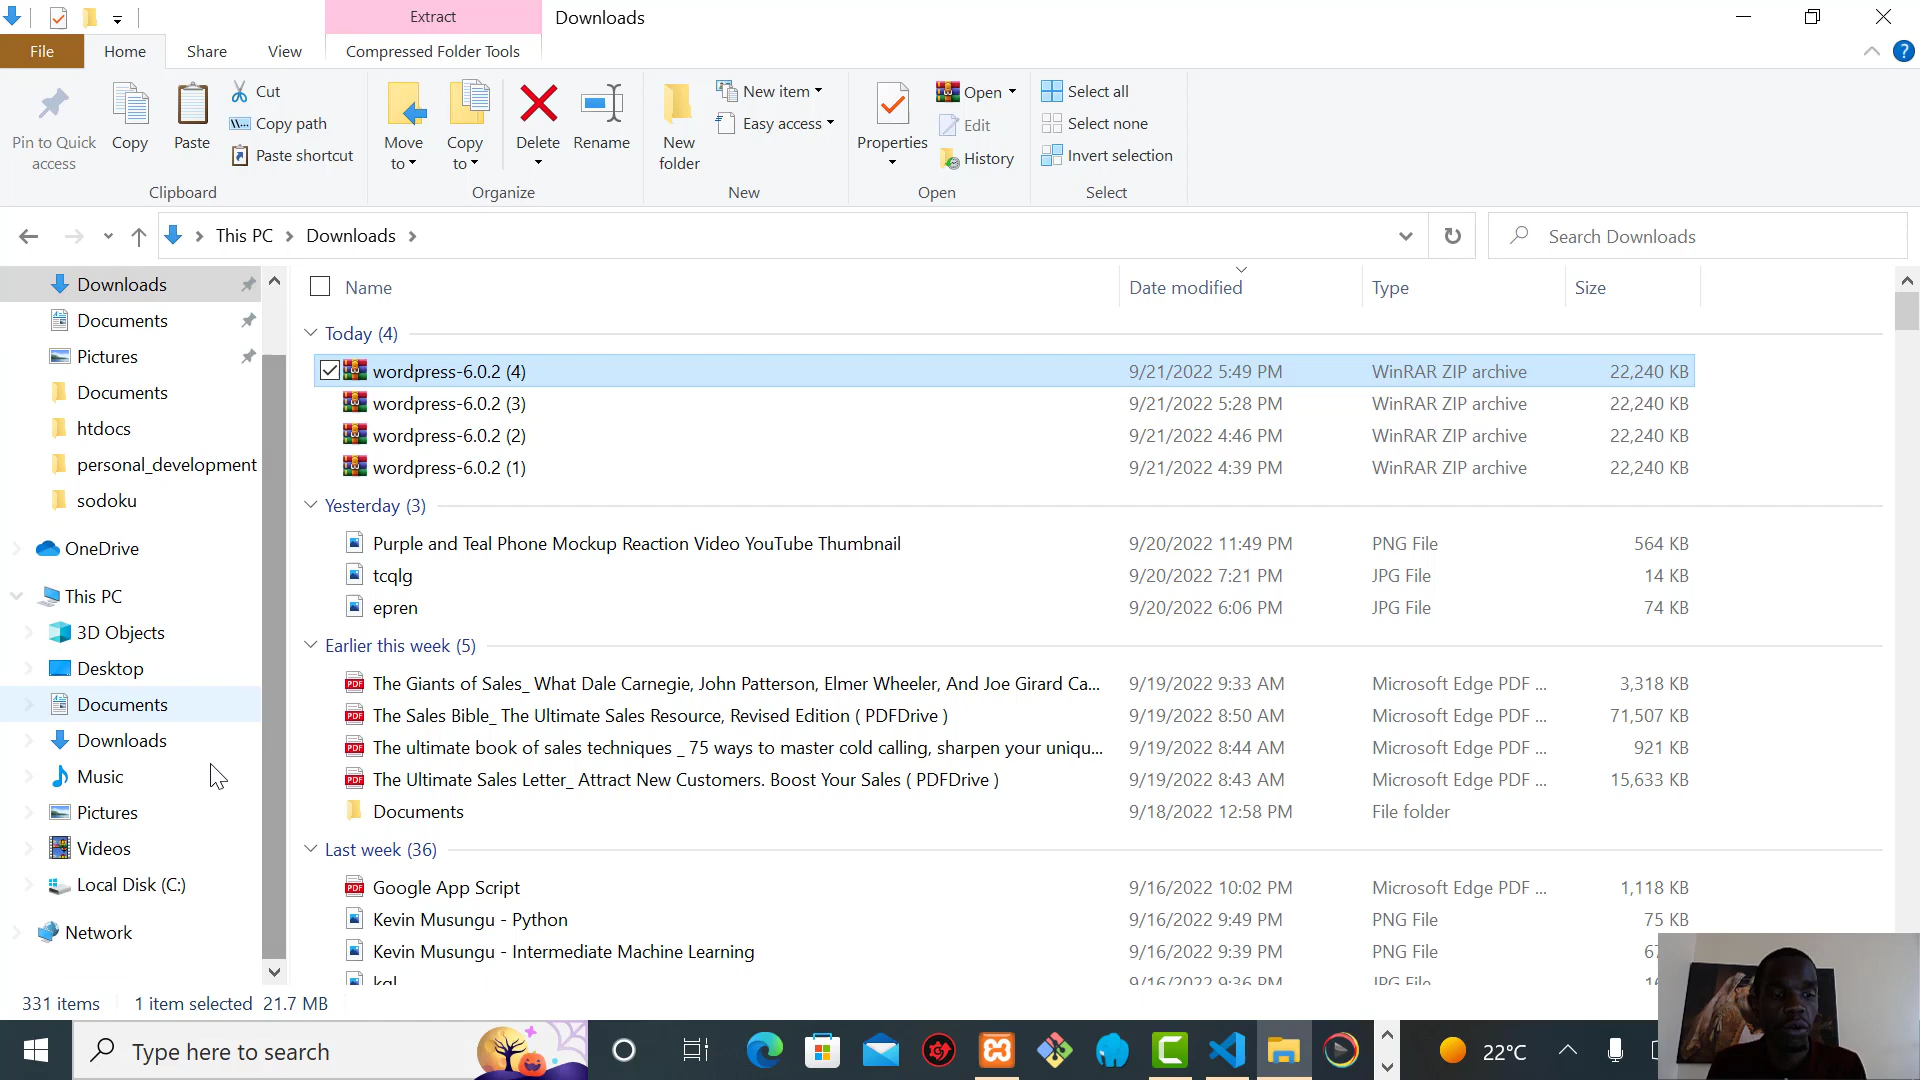 Extract
Downloads
File
Home
Share
View
Compressed Folder Tools
Pin to Quick access
Copy
Paste
Cut
Copy path
Paste shortcut
Clipboard
Move to
Copy to
Delete
Rename
Organize
New folder
New item
Easy access
New
Properties
Open
Edit
History
Open
Select all
Select none
Invert selection
Select
This PC
Downloads
Search Downloads
Downloads
Documents
Pictures
Documents
htdocs
personal_development
sodoku
OneDrive
This PC
3D Objects
Desktop
Documents
Downloads
Music
Pictures
Videos
Local Disk (C:)
Network
Name Date modified Type Size
Today (4)
wordpress-6.0.2 (4) 9/21/2022 5:49 PM WinRAR ZIP archive 22,240 KB
wordpress-6.0.2 (3) 9/21/2022 5:28 PM WinRAR ZIP archive 22,240 KB
wordpress-6.0.2 (2) 9/21/2022 4:46 PM WinRAR ZIP archive 22,240 KB
wordpress-6.0.2 (1) 9/21/2022 4:39 PM WinRAR ZIP archive 22,240 KB
Yesterday (3)
Purple and Teal Phone Mockup Reaction Video YouTube Thumbnail 9/20/2022 11:49 PM PNG File 564 KB
tcqlg 9/20/2022 7:21 PM JPG File 14 KB
epren 9/20/2022 6:06 PM JPG File 74 KB
Earlier this week (5)
The Giants of Sales_ What Dale Carnegie, John Patterson, Elmer Wheeler, And Joe Girard Ca... 9/19/2022 9:33 AM Microsoft Edge PDF ... 3,318 KB
The Sales Bible_ The Ultimate Sales Resource, Revised Edition ( PDFDrive ) 9/19/2022 8:50 AM Microsoft Edge PDF ... 71,507 KB
The ultimate book of sales techniques _ 75 ways to master cold calling, sharpen your uniqu... 9/19/2022 8:44 AM Microsoft Edge PDF ... 921 KB
The Ultimate Sales Letter_ Attract New Customers. Boost Your Sales ( PDFDrive ) 9/19/2022 8:43 AM Microsoft Edge PDF ... 15,633 KB
Documents 9/18/2022 12:58 PM File folder
Last week (36)
Google App Script 9/16/2022 10:02 PM Microsoft Edge PDF ... 1,118 KB
Kevin Musungu - Python 9/16/2022 9:49 PM PNG File 75 KB
Kevin Musungu - Intermediate Machine Learning 9/16/2022 9:39 PM PNG File
9/16/2022 9:36 PM JPG File
331 items 1 item selected 21.7 MB
Type here to search
22°C